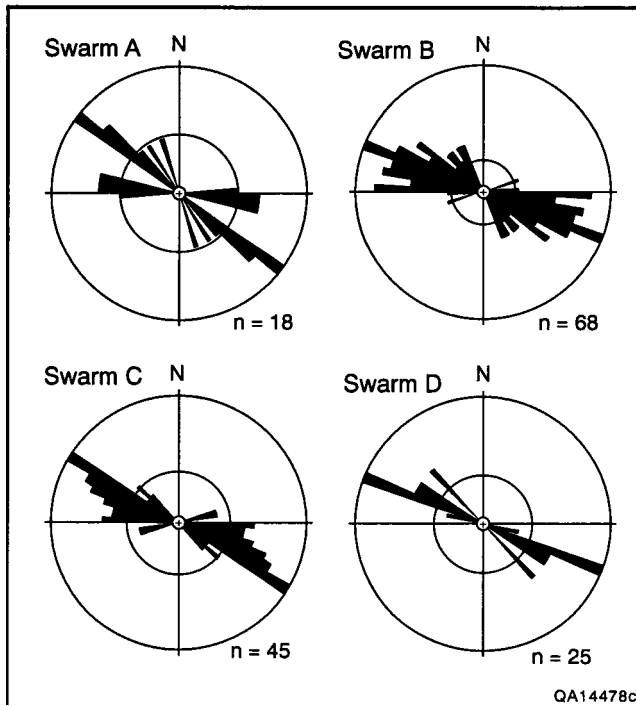 Swarm A
N
Swarm B
N
n = 18
n = 68
Swarm C
N
Swarm D
N
n = 45
n = 25
QA14478c